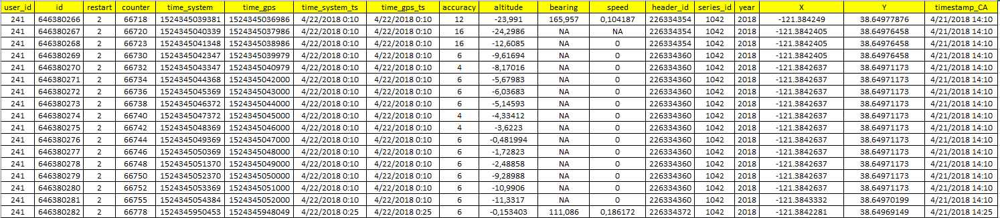 user_id id restart counter time_system time_gps time_system_ts time_gps_ts accuracy altitude bearing speed header_id series_id year X Y timestamp_CA
241 646380266 2 66718 1524345039381 1524345036986 4/22/2018 0:10 4/22/2018 0:10 12 -23,991 165,957 0,104187 226334354 1042 2018 -121.384249 38.64977876 4/21/2018 14:10
241 646380267 2 66720 1524345040339 1524345037986 4/22/2018 0:10 4/22/2018 0:10 16 -24,2986 NA NA 226334354 1042 2018 -121.3842405 38.64976458 4/21/2018 14:10
241 646380268 2 66723 1524345041348 1524345038986 4/22/2018 0:10 4/22/2018 0:10 16 -12,6085 NA 0 226334354 1042 2018 -121.3842405 38.64976458 4/21/2018 14:10
241 646380269 2 66730 1524345042347 1524345039979 4/22/2018 0:10 4/22/2018 0:10 6 -9,61694 NA 0 226334360 1042 2018 -121.3842405 38.64976458 4/21/2018 14:10
241 646380270 2 66732 1524345043347 1524345040979 4/22/2018 0:10 4/22/2018 0:10 4 -8,17016 NA 0 226334360 1042 2018 -121.3842637 38.64971173 4/21/2018 14:10
241 646380271 2 66734 1524345044368 1524345042000 4/22/2018 0:10 4/22/2018 0:10 6 -5,67983 NA 0 226334360 1042 2018 -121.3842637 38.64971173 4/21/2018 14:10
241 646380272 2 66736 1524345045369 1524345043000 4/22/2018 0:10 4/22/2018 0:10 6 -6,03683 NA 0 226334360 1042 2018 -121.3842637 38.64971173 4/21/2018 14:10
241 646380273 2 66738 1524345046372 1524345044000 4/22/2018 0:10 4/22/2018 0:10 6 -5,14593 NA 0 226334360 1042 2018 -121.3842637 38.64971173 4/21/2018 14:10
241 646380274 2 66740 1524345047372 1524345045000 4/22/2018 0:10 4/22/2018 0:10 4 -4,33412 NA 0 226334360 1042 2018 -121.3842637 38.64971173 4/21/2018 14:10
241 646380275 2 66742 1524345048369 1524345046000 4/22/2018 0:10 4/22/2018 0:10 4 -3,6223 NA 0 226334360 1042 2018 -121.3842637 38.64971173 4/21/2018 14:10
241 646380276 2 66744 1524345049369 1524345047000 4/22/2018 0:10 4/22/2018 0:10 6 -0,481994 NA 0 226334360 1042 2018 -121.3842637 38.64971173 4/21/2018 14:10
241 646380277 2 66746 1524345050369 1524345048000 4/22/2018 0:10 4/22/2018 0:10 6 -1,72823 NA 0 226334360 1042 2018 -121.3842637 38.64971173 4/21/2018 14:10
241 646380278 2 66748 1524345051370 1524345049000 4/22/2018 0:10 4/22/2018 0:10 6 -2,48858 NA 0 226334360 1042 2018 -121.3842637 38.64971173 4/21/2018 14:10
241 646380279 2 66750 1524345052370 1524345050000 4/22/2018 0:10 4/22/2018 0:10 6 -9,28988 NA 0 226334360 1042 2018 -121.3842637 38.64971173 4/21/2018 14:10
241 646380280 2 66752 1524345053369 1524345051000 4/22/2018 0:10 4/22/2018 0:10 6 -10,9906 NA 0 226334360 1042 2018 -121.3842637 38.64971173 4/21/2018 14:10
241 646380281 2 66755 1524345054384 1524345052000 4/22/2018 0:10 4/22/2018 0:10 6 -11,3317 NA 0 226334360 1042 2018 -121.3843332 38.64970199 4/21/2018 14:10
241 646380282 2 66778 1524345950453 1524345948049 4/22/2018 0:25 4/22/2018 0:25 6 -0,153403 111,086 0,186172 226334372 1042 2018 -121.3842281 38.64969149 4/21/2018 14:25